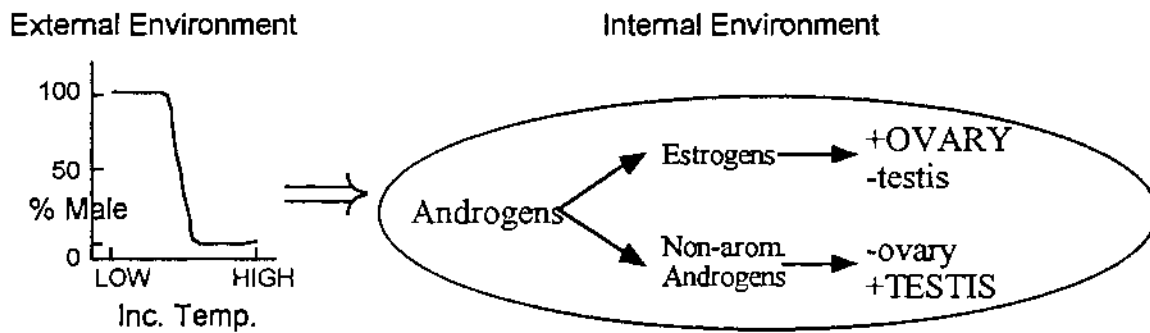 External Environment
Internal Environment
100
50
% Male
0
LOW HIGH
Inc. Temp.
Androgens
Estrogens
+OVARY
-testis
Non-arom.
Androgens
-ovary
+TESTIS